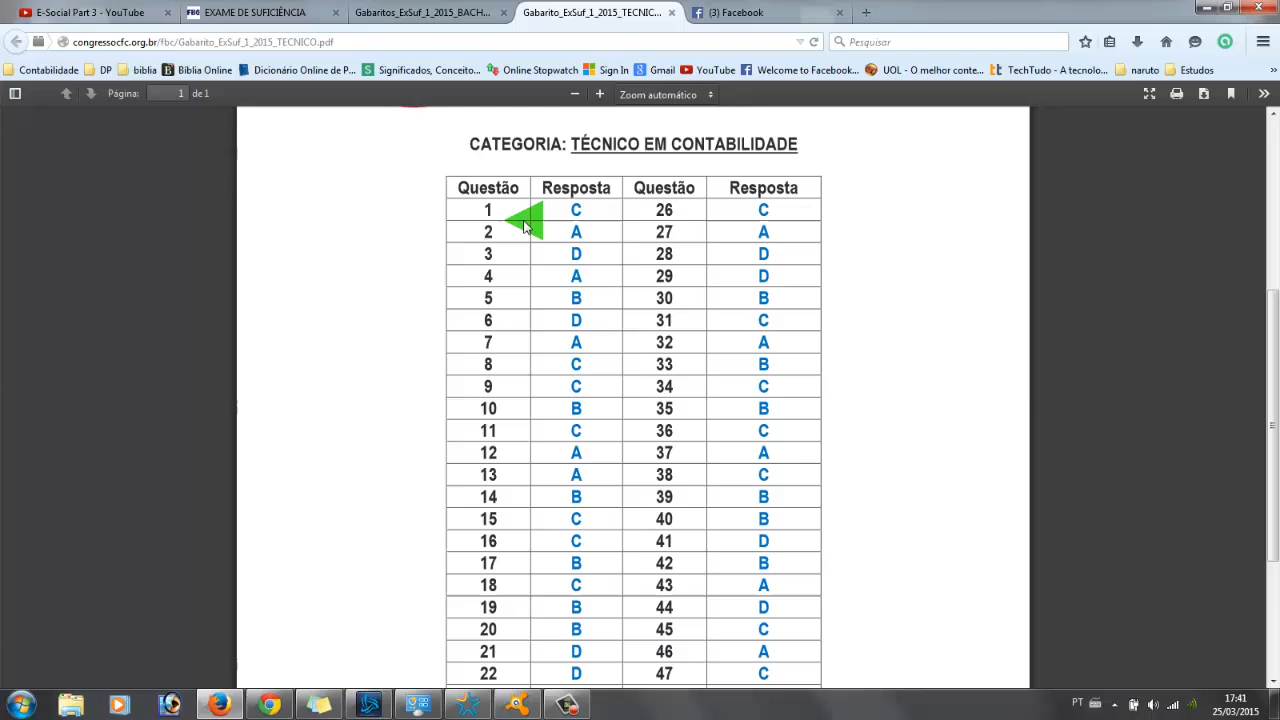 E-Social Part 3 - YouTube
EXAME DE SUFICIÊNCIA
Gabaritos_ExSuf_1_2015_BACH...
Gabarito_ExSuf_1_2015_TECNIC...
(3) Facebook
congressocfc.org.br/fbc/Gabarito_ExSuf_1_2015_TECNICO.pdf
Pesquisar
Contabilidade DP biblia Bíblia Online Dicionário Online de P... Significados, Conceito... Online Stopwatch Sign In Gmail YouTube Welcome to Facebook... UOL - O melhor conte... TechTudo - A tecnolo... naruto Estudos
Página: 1 de 1 Zoom automático
CATEGORIA: TÉCNICO EM CONTABILIDADE
Questão Resposta Questão Resposta
1 C 26 C
2 A 27 A
3 D 28 D
4 A 29 D
5 B 30 B
6 D 31 C
7 A 32 A
8 C 33 B
9 C 34 C
10 B 35 B
11 C 36 C
12 A 37 A
13 A 38 C
14 B 39 B
15 C 40 B
16 C 41 D
17 B 42 B
18 C 43 A
19 B 44 D
20 B 45 C
21 D 46 A
22 D 47 C
PT 17:41
25/03/2015